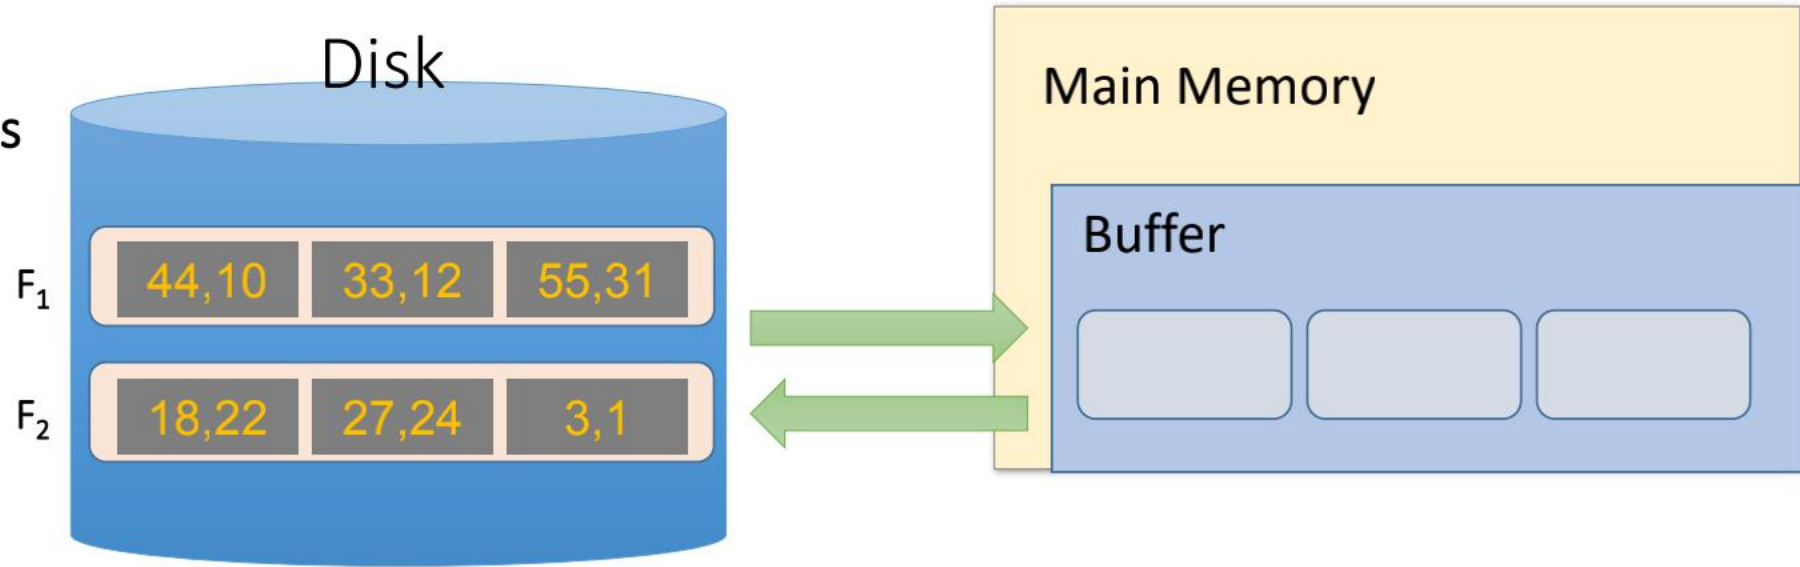 Disk
s
Main Memory
Buffer
F₁ 44,10 33,12 55,31
F₂ 18,22 27,24 3,1